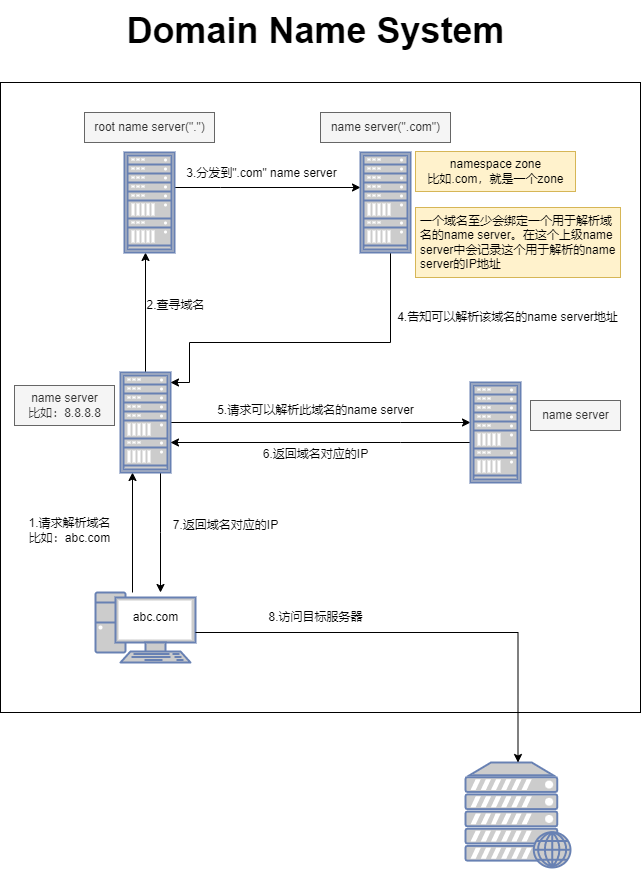 Domain Name System
root name server(".")
name server(".com")
3.分发到".com" name server
namespace zone
比如.com，就是一个zone
一个域名至少会绑定一个用于解析域
名的name server。在这个上级name
server中会记录这个用于解析的name
server的IP地址
2.查寻域名
4.告知可以解析该域名的name server地址
name server
比如：8.8.8.8
5.请求可以解析此域名的name server
name server
6.返回域名对应的IP
1.请求解析域名
比如：abc.com
7.返回域名对应的IP
abc.com
8.访问目标服务器